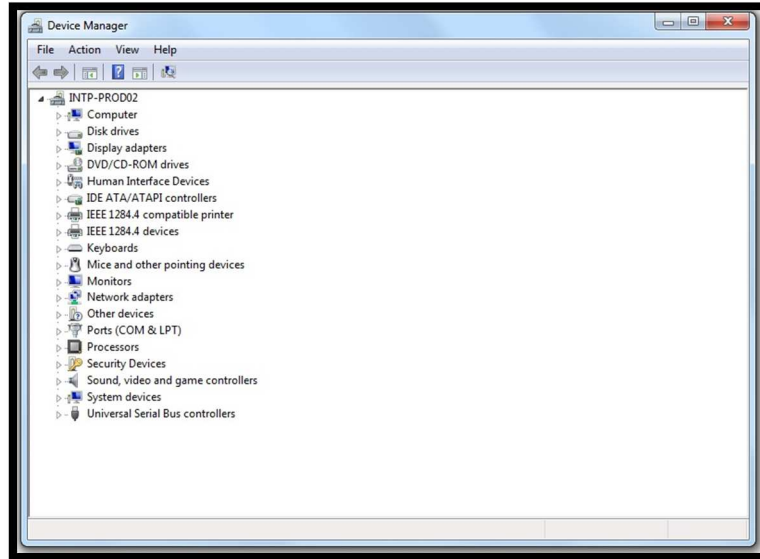 Device Manager
File Action View Help
INTP-PROD02
Computer
Disk drives
Display adapters
DVD/CD-ROM drives
Human Interface Devices
IDE ATA/ATAPI controllers
IEEE 1284.4 compatible printer
IEEE 1284.4 devices
Keyboards
Mice and other pointing devices
Monitors
Network adapters
Other devices
Ports (COM & LPT)
Processors
Security Devices
Sound, video and game controllers
System devices
Universal Serial Bus controllers